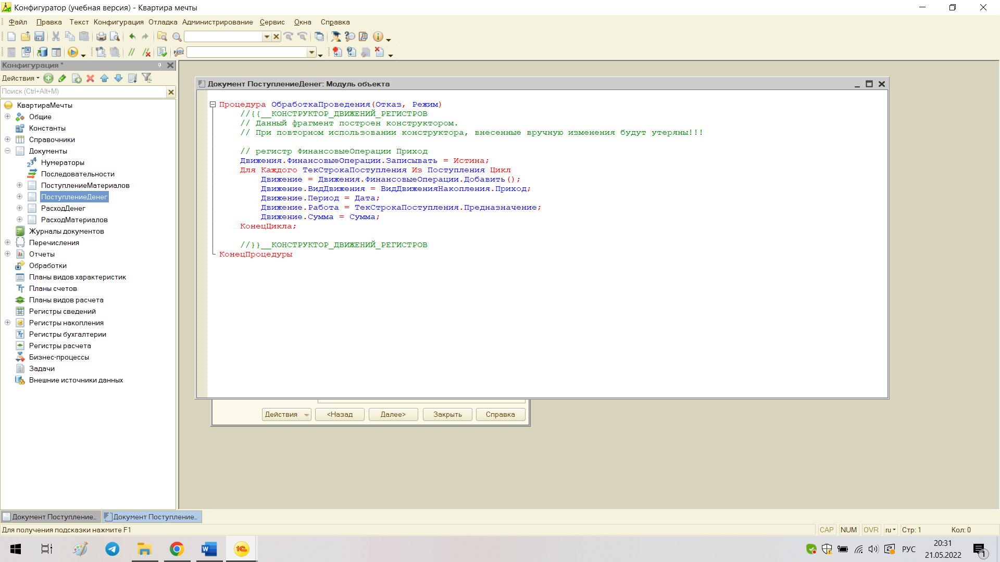 Конфигуратор (учебная версия) - Квартира мечты
Файл Правка Текст Конфигурация Отладка Администрирование Сервис Окна Справка
Конфигурация *
Действия
Поиск (Ctrl+Alt+M)
КвартираМечты
Общие
Константы
Справочники
Документы
Нумераторы
Последовательности
ПоступлениеМатериалов
ПоступлениеДенег
РасходДенег
РасходМатериалов
Журналы документов
Перечисления
Отчеты
Обработки
Планы видов характеристик
Планы счетов
Планы видов расчета
Регистры сведений
Регистры накопления
Регистры бухгалтерии
Регистры расчета
Бизнес-процессы
Задачи
Внешние источники данных
Документ ПоступлениеДенег: Модуль объекта
Процедура ОбработкаПроведения(Отказ, Режим)
//{{__КОНСТРУКТОР_ДВИЖЕНИЙ_РЕГИСТРОВ
// Данный фрагмент построен конструктором.
// При повторном использовании конструктора, внесенные вручную изменения будут утеряны!!!
// регистр ФинансовыеОперации Приход
Движения.ФинансовыеОперации.Записывать = Истина;
Для Каждого ТекСтрокаПоступления Из Поступления Цикл
Движение = Движения.ФинансовыеОперации.Добавить();
Движение.ВидДвижения = ВидДвиженияНакопления.Приход;
Движение.Период = Дата;
Движение.Работа = ТекСтрокаПоступления.Предназначение;
Движение.Сумма = Сумма;
КонецЦикла;
//}}__КОНСТРУКТОР_ДВИЖЕНИЙ_РЕГИСТРОВ
КонецПроцедуры
Действия <Назад Далее> Закрыть Справка
Документ Поступление... Документ Поступление...
Для получения подсказки нажмите F1
CAP NUM OVR ru Стр: 1 Кол: 0
РУС
20:31
21.05.2022
1